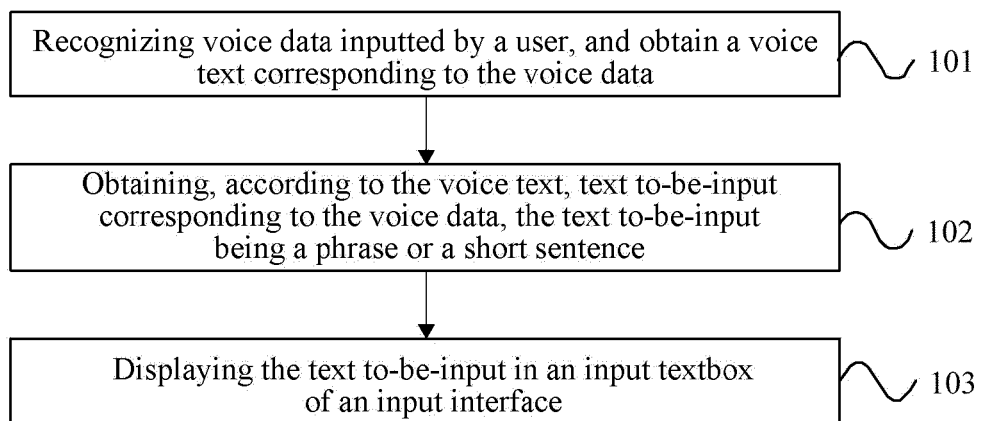 Recognizing voice data inputted by a user, and obtain a voice
text corresponding to the voice data
101
Obtaining, according to the voice text, text to-be-input
corresponding to the voice data, the text to-be-input
being a phrase or a short sentence
102
Displaying the text to-be-input in an input textbox
of an input interface
103